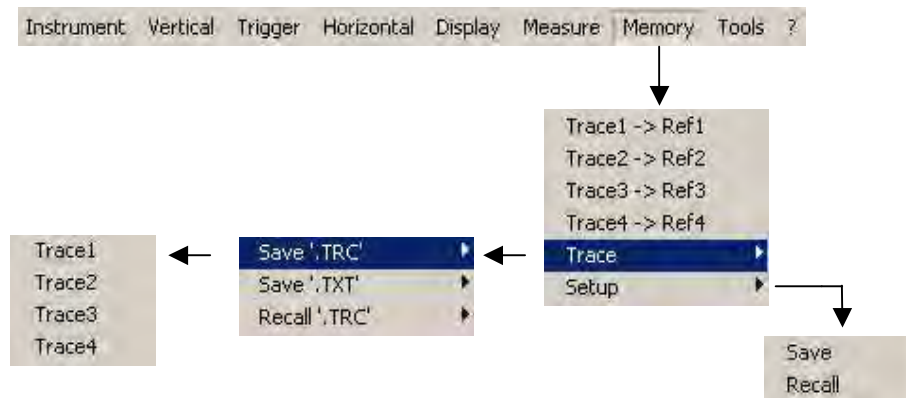 Instrument Vertical Trigger Horizontal Display Measure Memory Tools ?
Trace1 -> Ref1
Trace2 -> Ref2
Trace3 -> Ref3
Trace4 -> Ref4
Trace
Setup
Save '.TRC'
Save '.TXT'
Recall '.TRC'
Trace1
Trace2
Trace3
Trace4
Save
Recall